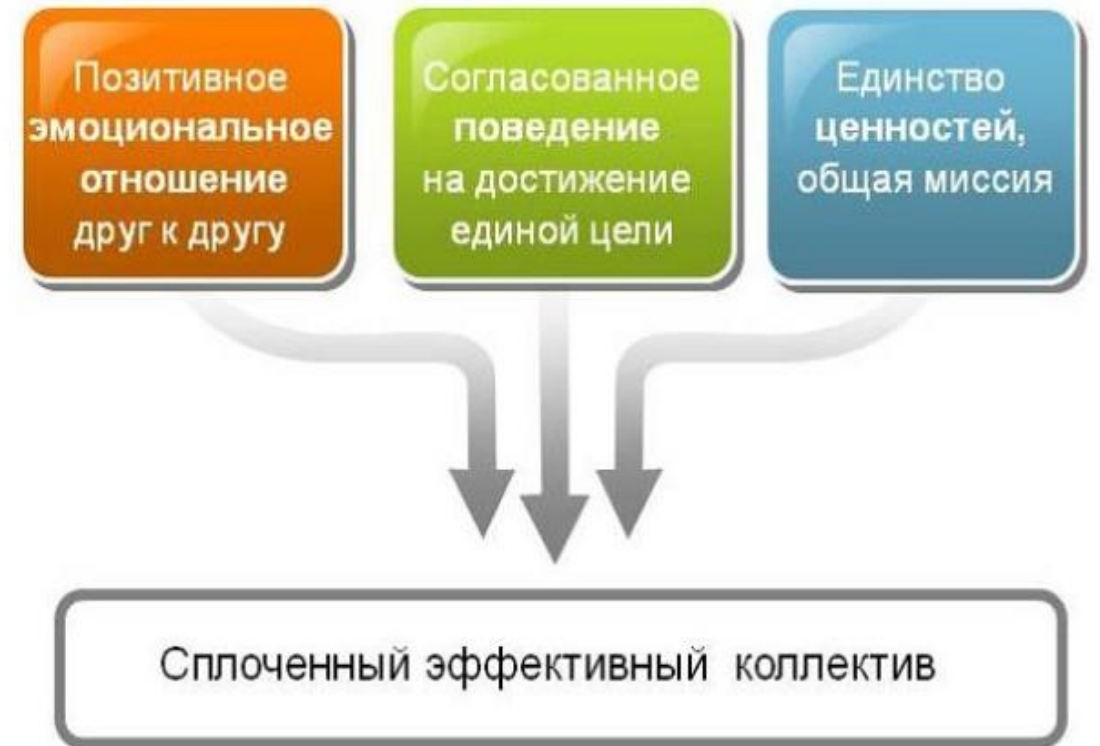 Позитивное
эмоциональное
отношение
друг к другу
Согласованное
поведение
на достижение
единой цели
Единство
ценностей,
общая миссия
Сплоченный эффективный коллектив